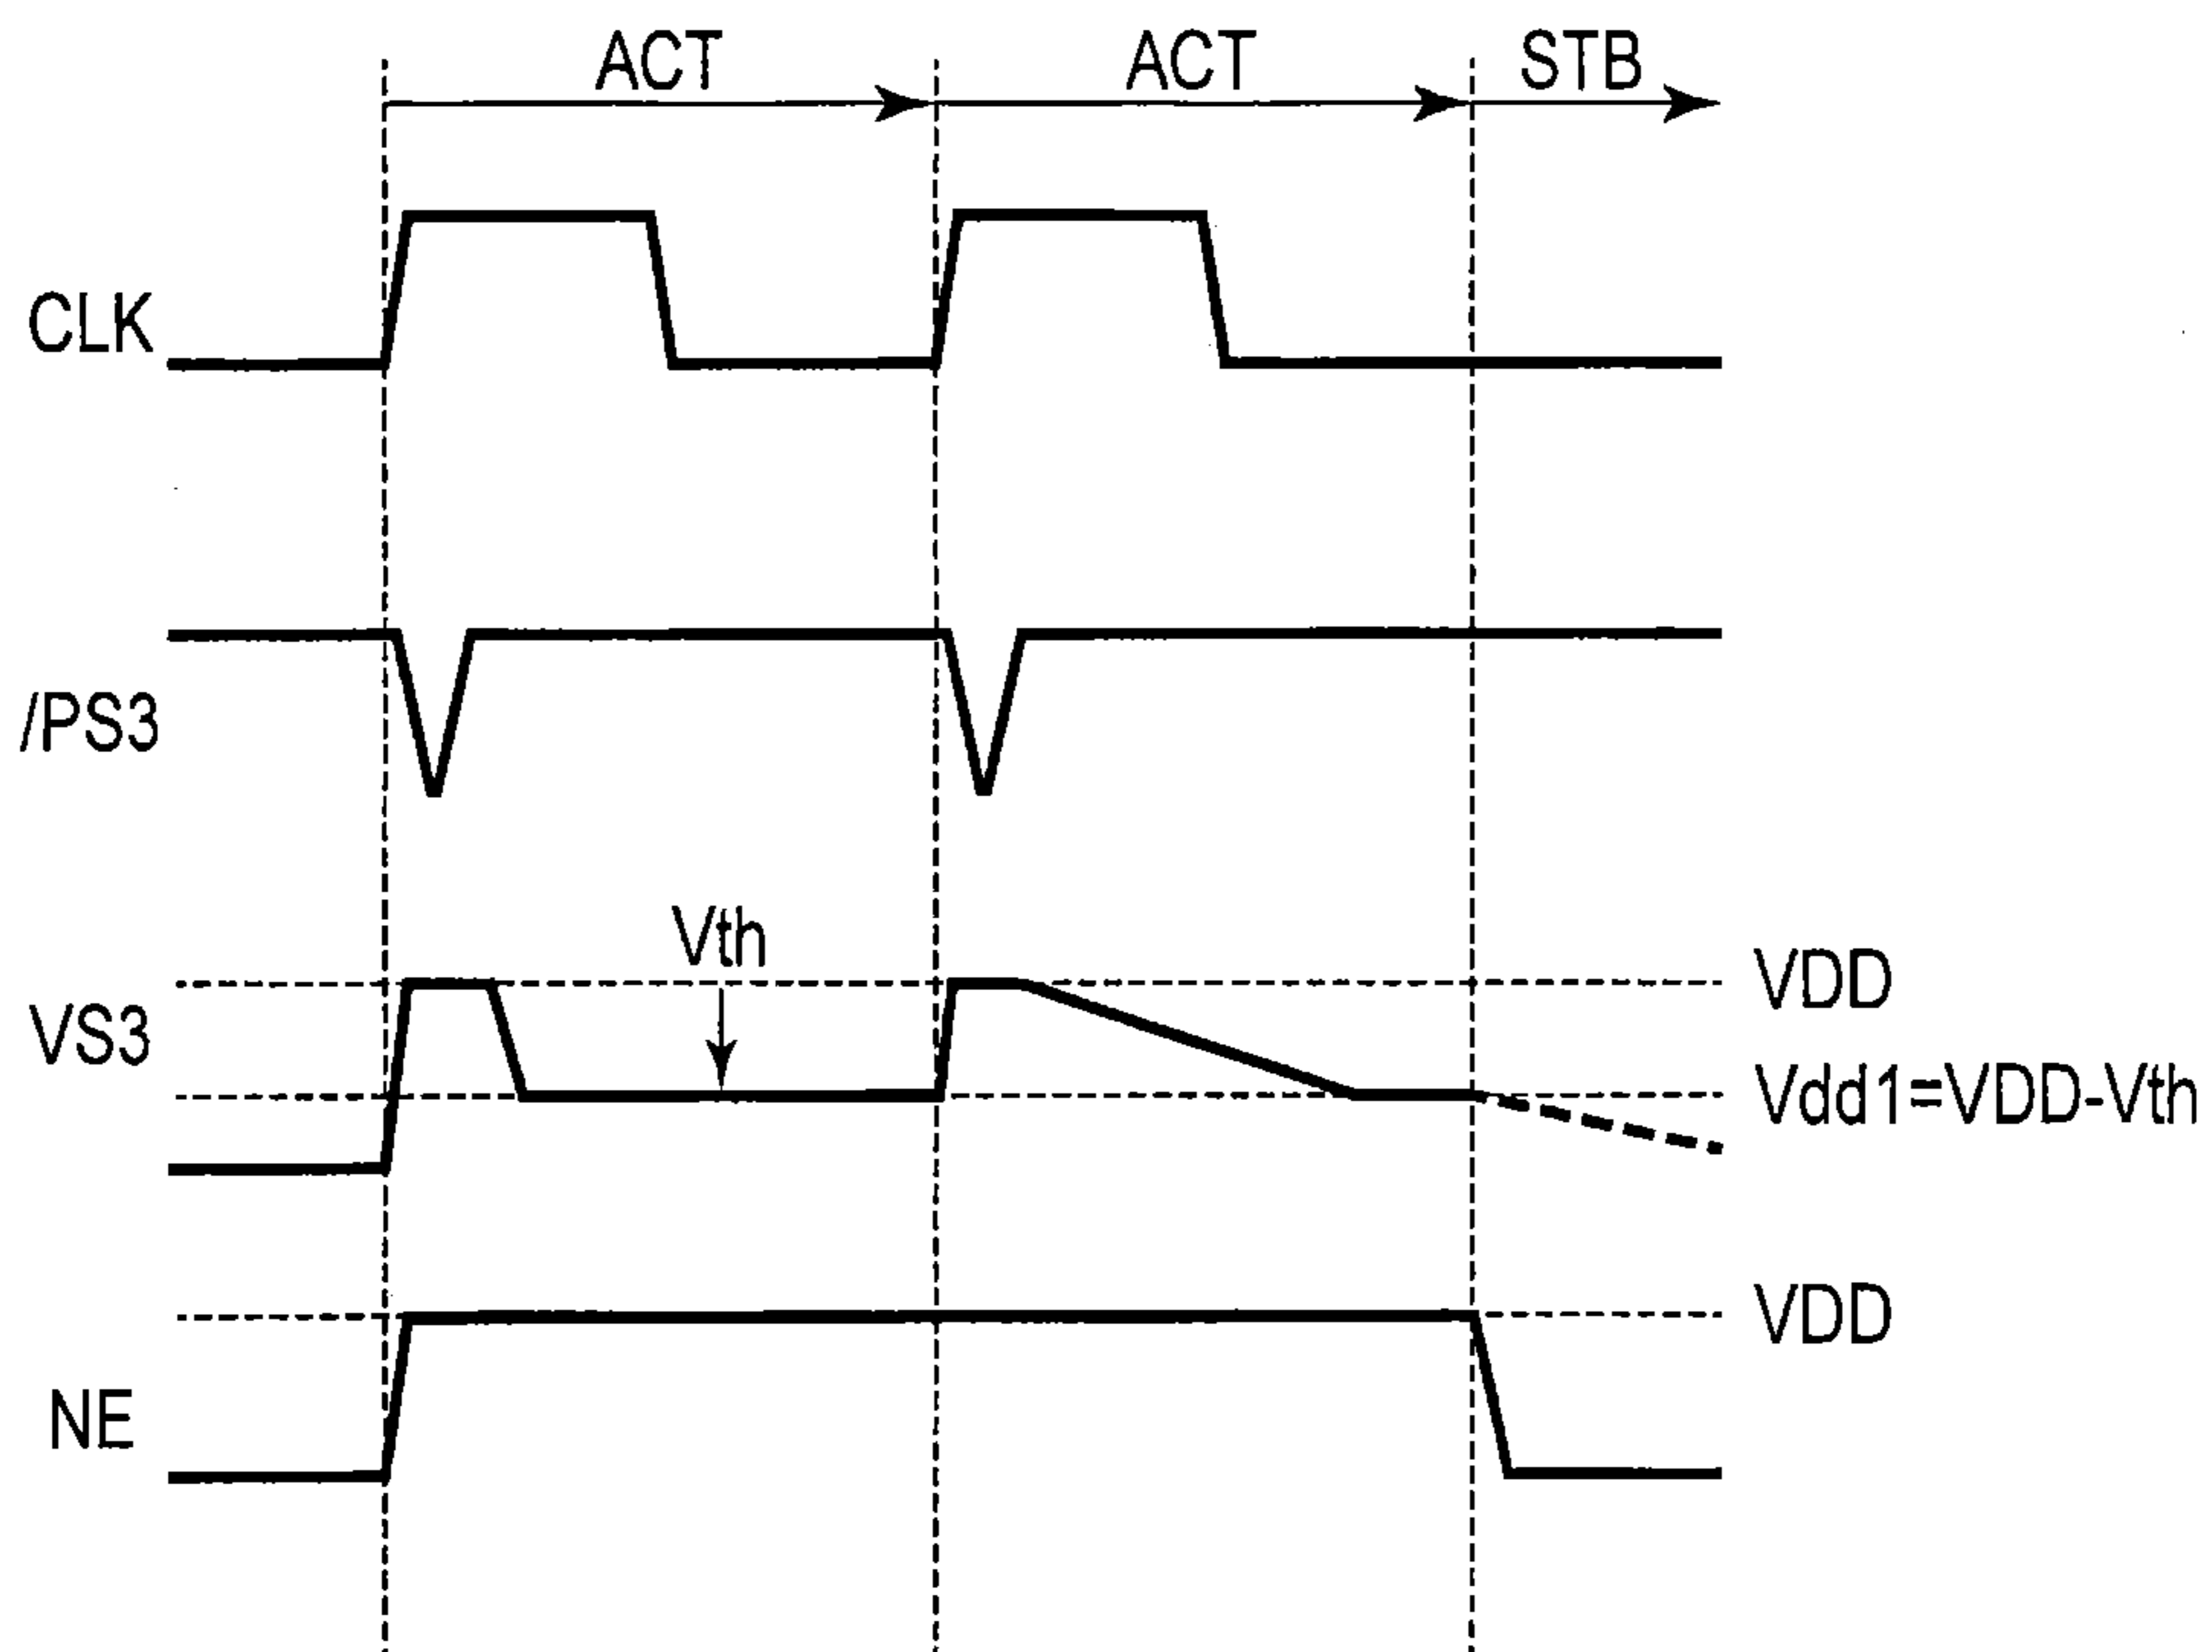 ACT
ACT
STB
CLK
/PS3
Vth
VDD
VS3
Vdd1=VDD-Vth
VDD
NE